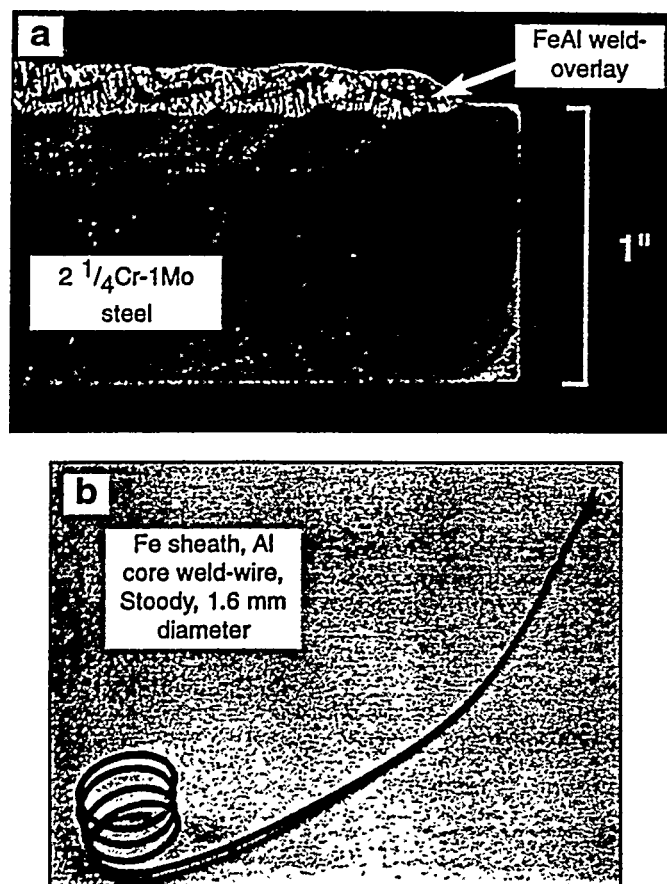 a
FeAl weld-
overlay
2 1/4Cr-1Mo
steel
1"
b
Fe sheath, Al
core weld-wire,
Stoody, 1.6 mm
diameter